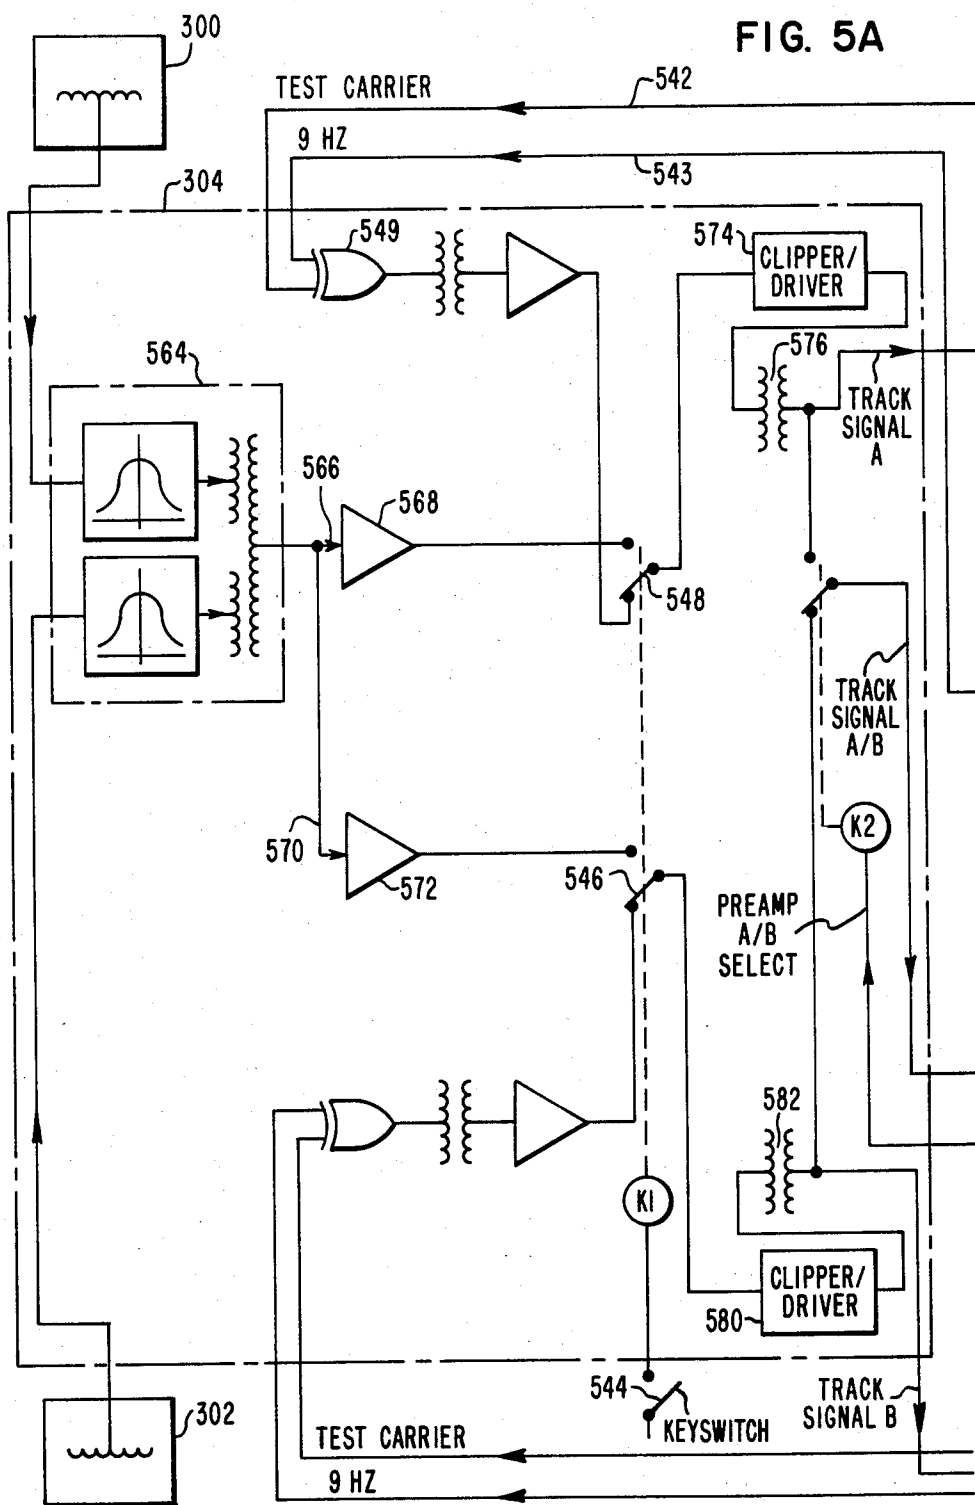 FIG. 5A
300
TEST CARRIER
542
9 HZ
543
304
549
574
CLIPPER/
DRIVER
576
564
TRACK
SIGNAL
A
566
568
548
TRACK
SIGNAL
A/B
K2
570
572
546
PREAMP
A/B
SELECT
582
K1
CLIPPER/
DRIVER
580
544
KEYSWITCH
TRACK
SIGNAL B
302
TEST CARRIER
9 HZ